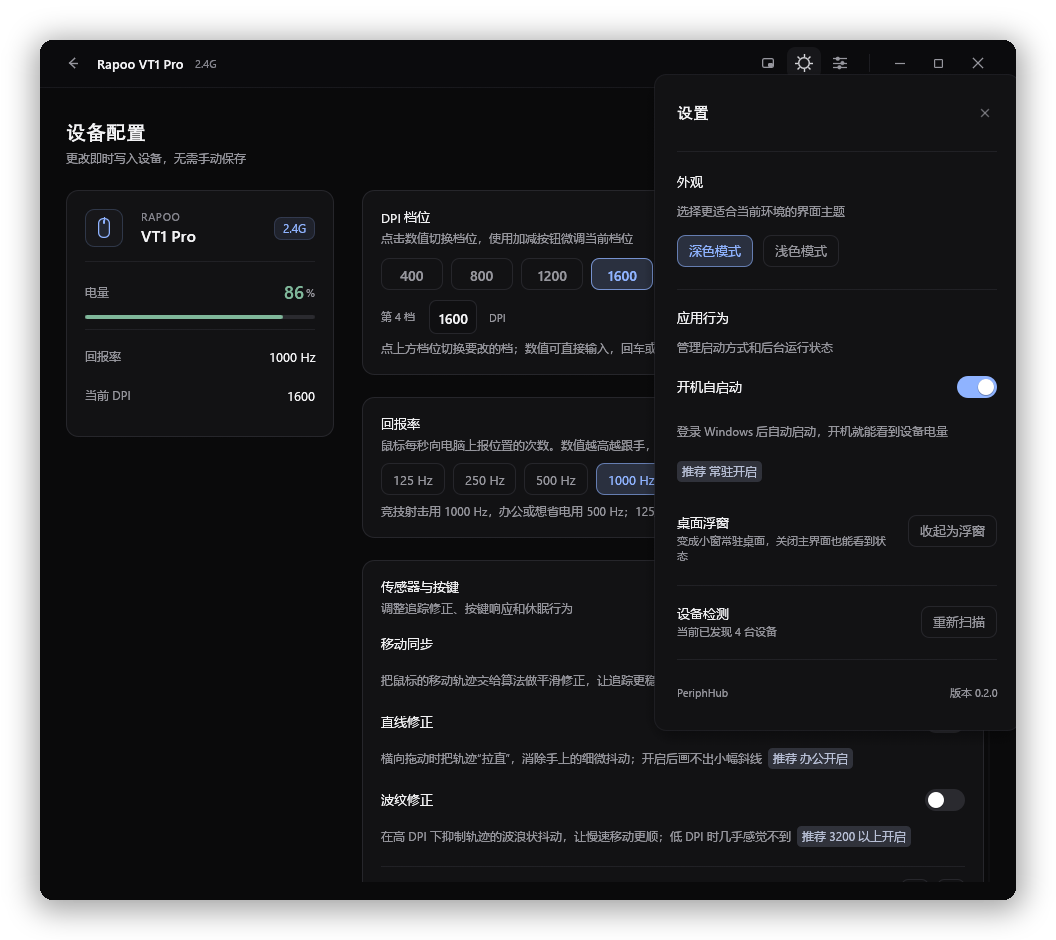 Rapoo VT1 Pro 2.4G
设备配置
更改即时写入设备，无需手动保存
RAPOO
VT1 Pro
2.4G
电量 86%
回报率 1000 Hz
当前 DPI 1600
DPI 档位
点击数值切换档位，使用加减按钮微调当前档位
400 800 1200 1600
第 4 档 1600 DPI
点上方档位切换要改的档；数值可直接输入，回车或
回报率
鼠标每秒向电脑上报位置的次数。数值越高越跟手，
125 Hz 250 Hz 500 Hz 1000 Hz
竞技射击用 1000 Hz，办公或想省电用 500 Hz；125
传感器与按键
调整追踪修正、按键响应和休眠行为
移动同步
把鼠标的移动轨迹交给算法做平滑修正，让追踪更稳
直线修正
横向拖动时把轨迹“拉直”，消除手上的细微抖动；开启后画不出小幅斜线 推荐 办公开启
波纹修正
在高 DPI 下抑制轨迹的波浪状抖动，让慢速移动更顺；低 DPI 时几乎感觉不到 推荐 3200 以上开启
设置
外观
选择更适合当前环境的界面主题
深色模式 浅色模式
应用行为
管理启动方式和后台运行状态
开机自启动
登录 Windows 后自动启动，开机就能看到设备电量
推荐 常驻开启
桌面浮窗
变成小窗常驻桌面，关闭主界面也能看到状
态
收起为浮窗
设备检测
当前已发现 4 台设备
重新扫描
PeriphHub 版本 0.2.0